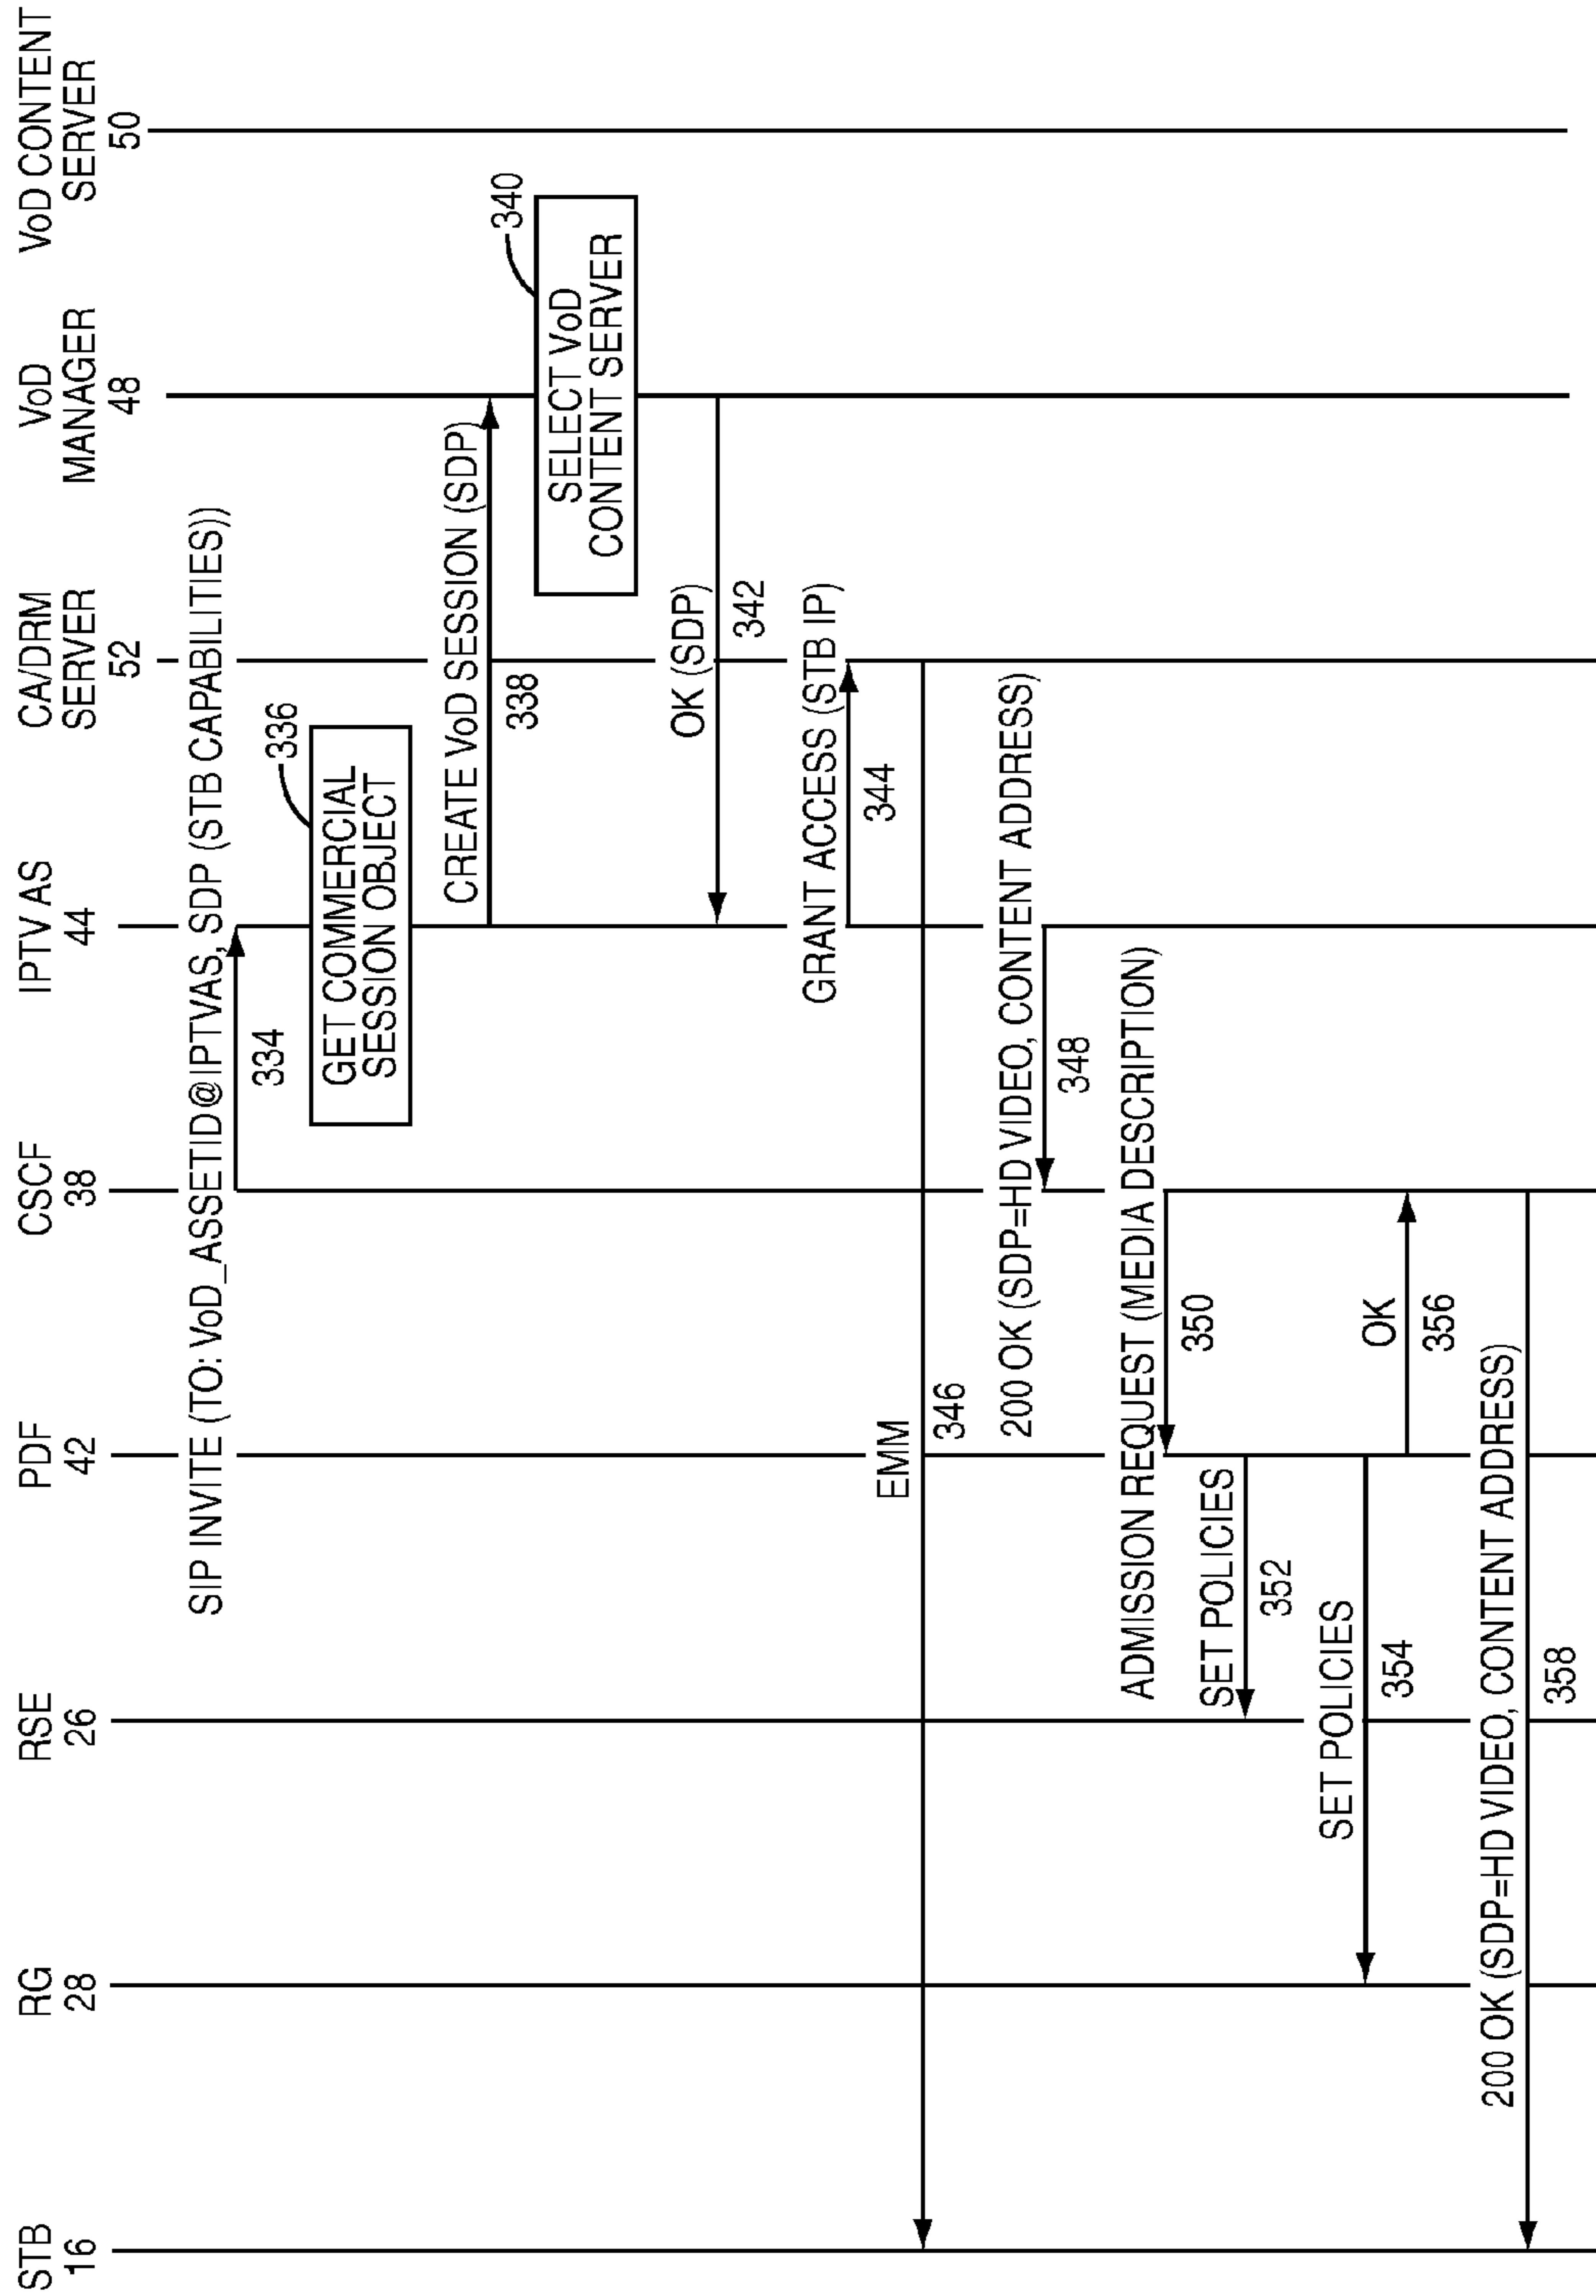 STB
16
RG
28
RSE
26
PDF
42
CSCF
38
IPTV AS
44
CA/DRM
SERVER
52
VoD
MANAGER
48
VoD CONTENT
SERVER
50
SIP INVITE (TO: VoD_ASSETID@IPTVAS, SDP (STB CAPABILITIES))
334
336
GET COMMERCIAL
SESSION OBJECT
CREATE VoD SESSION (SDP)
338
340
SELECT VoD
CONTENT SERVER
OK (SDP)
342
GRANT ACCESS (STB IP)
344
EMM
346
200 OK (SDP=HD VIDEO, CONTENT ADDRESS)
348
ADMISSION REQUEST (MEDIA DESCRIPTION)
350
SET POLICIES
352
SET POLICIES
354
OK
356
200 OK (SDP=HD VIDEO, CONTENT ADDRESS)
358